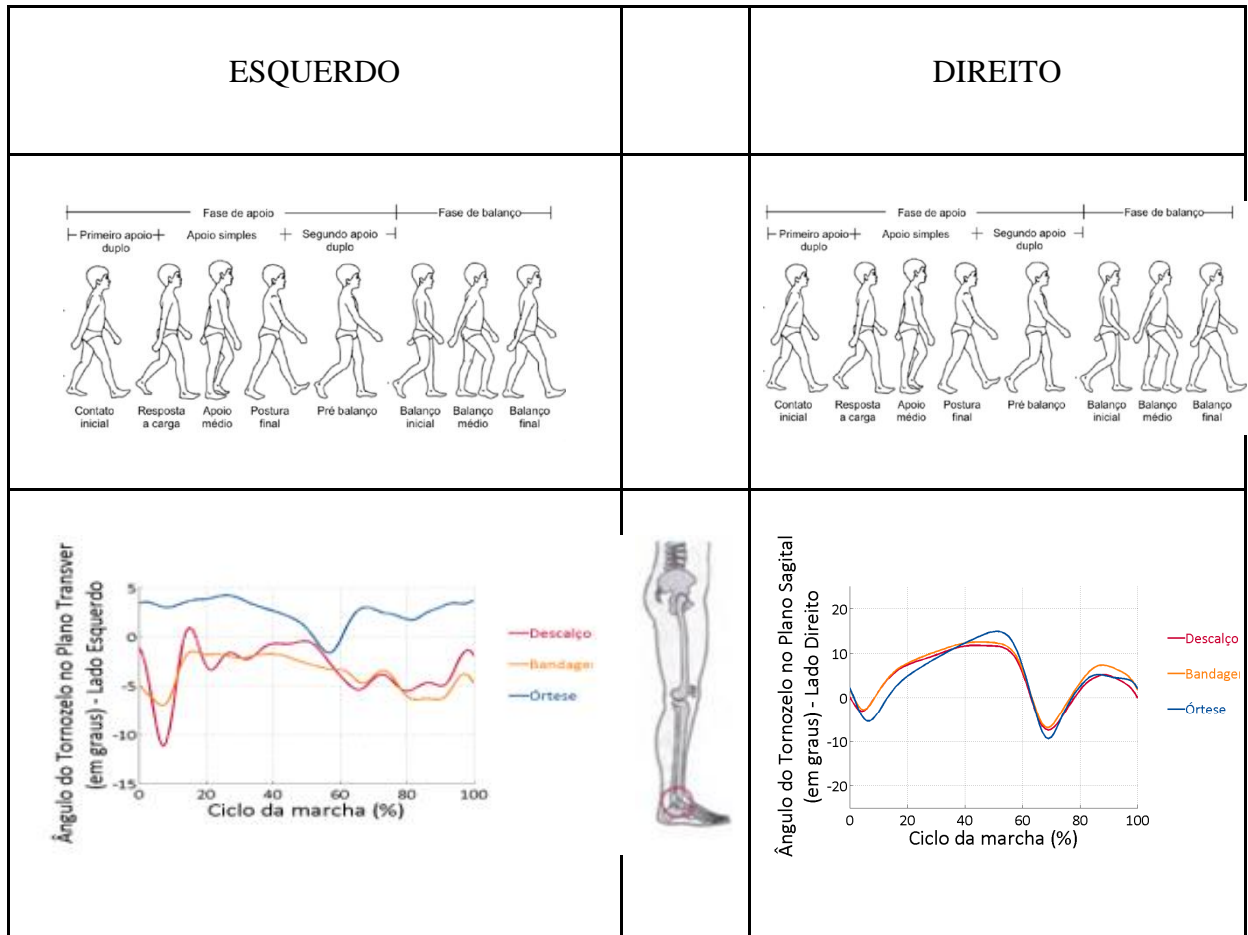 ESQUERDO
DIREITO
Fase de apoio
Fase de balanço
Primeiro apoio duplo
Apoio simples
Segundo apoio duplo
Contato inicial
Resposta a carga
Apoio médio
Postura final
Pré balanço
Balanço inicial
Balanço médio
Balanço final
Fase de apoio
Fase de balanço
Primeiro apoio duplo
Apoio simples
Segundo apoio duplo
Contato inicial
Resposta a carga
Apoio médio
Postura final
Pré balanço
Balanço inicial
Balanço médio
Balanço final
Ângulo do Tornozelo no Plano Transver
(em graus) - Lado Esquerdo
5
0
-5
-10
-15
0 20 40 60 80 100
Ciclo da marcha (%)
Descalço
Bandager
Órtese
Ângulo do Tornozelo no Plano Sagital
(em graus) - Lado Direito
20
10
0
-10
-20
0 20 40 60 80 100
Ciclo da marcha (%)
Descalço
Bandager
Órtese